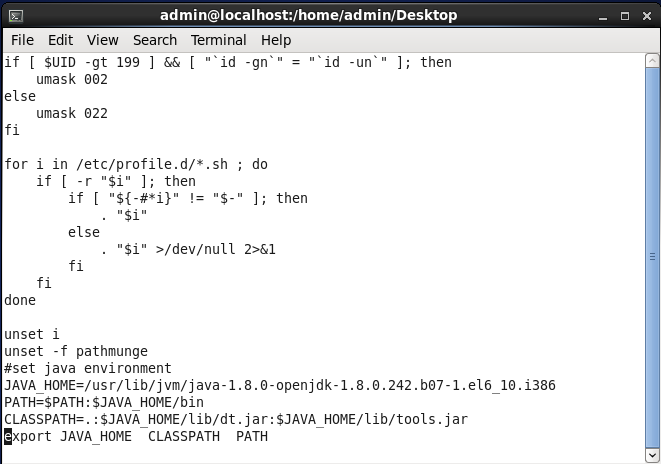 admin@localhost:/home/admin/Desktop
File Edit View Search Terminal Help
if [ $UID -gt 199 ] && [ "`id -gn`" = "`id -un`" ]; then
    umask 002
else
    umask 022
fi

for i in /etc/profile.d/*.sh ; do
    if [ -r "$i" ]; then
        if [ "${-#*i}" != "$-" ]; then
            . "$i"
        else
            . "$i" >/dev/null 2>&1
        fi
    fi
done

unset i
unset -f pathmunge
#set java environment
JAVA_HOME=/usr/lib/jvm/java-1.8.0-openjdk-1.8.0.242.b07-1.el6_10.i386
PATH=$PATH:$JAVA_HOME/bin
CLASSPATH=.:$JAVA_HOME/lib/dt.jar:$JAVA_HOME/lib/tools.jar
export JAVA_HOME  CLASSPATH  PATH